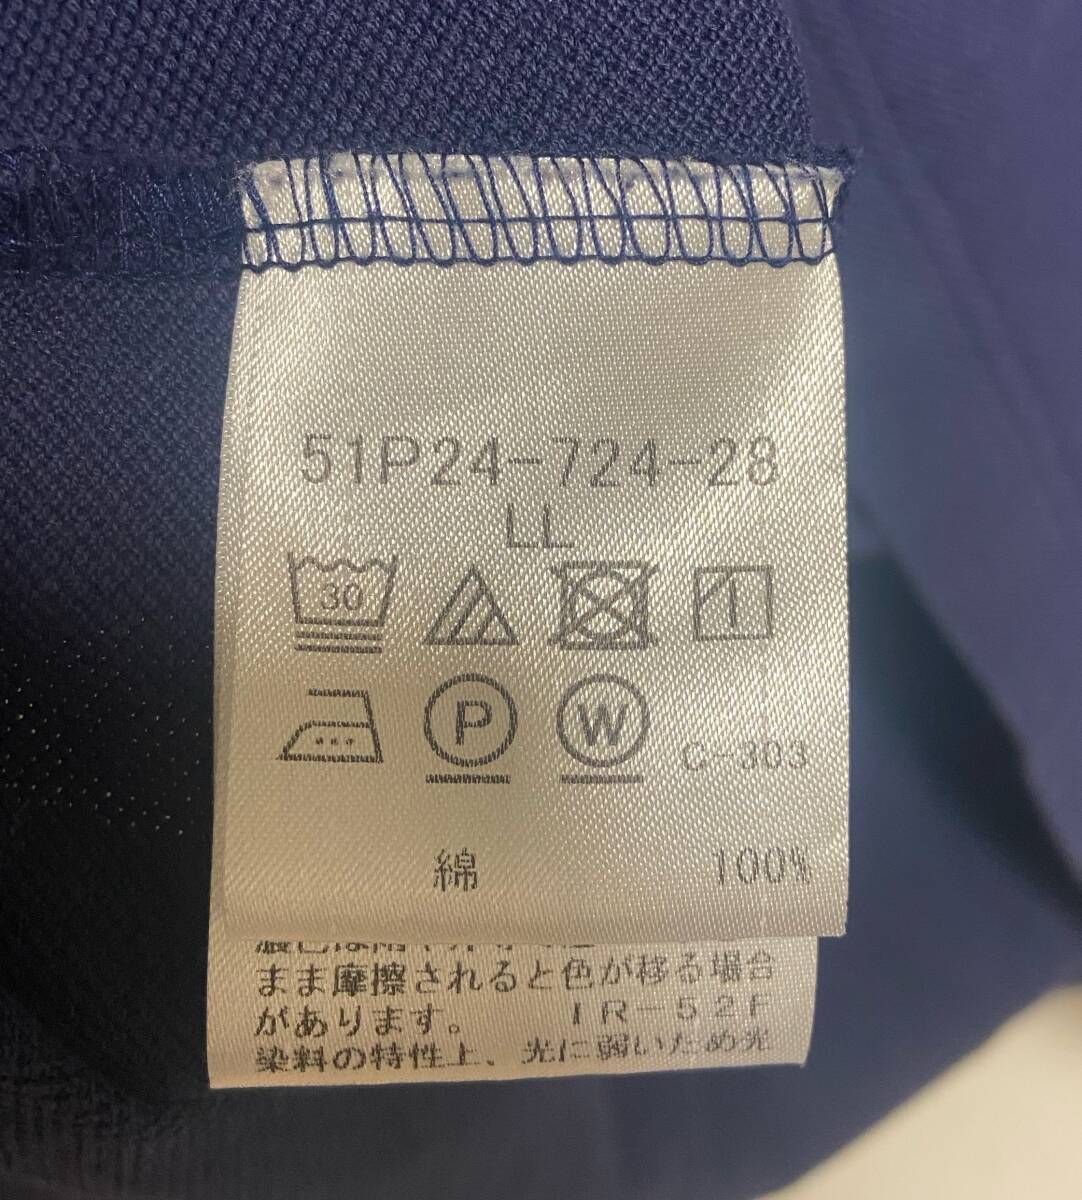 51P24-724-28
LL
30
P W C-303
綿 100%
まま摩擦されると色が移る場合
があります。 IR-52F
染料の特性上、光に弱いため光